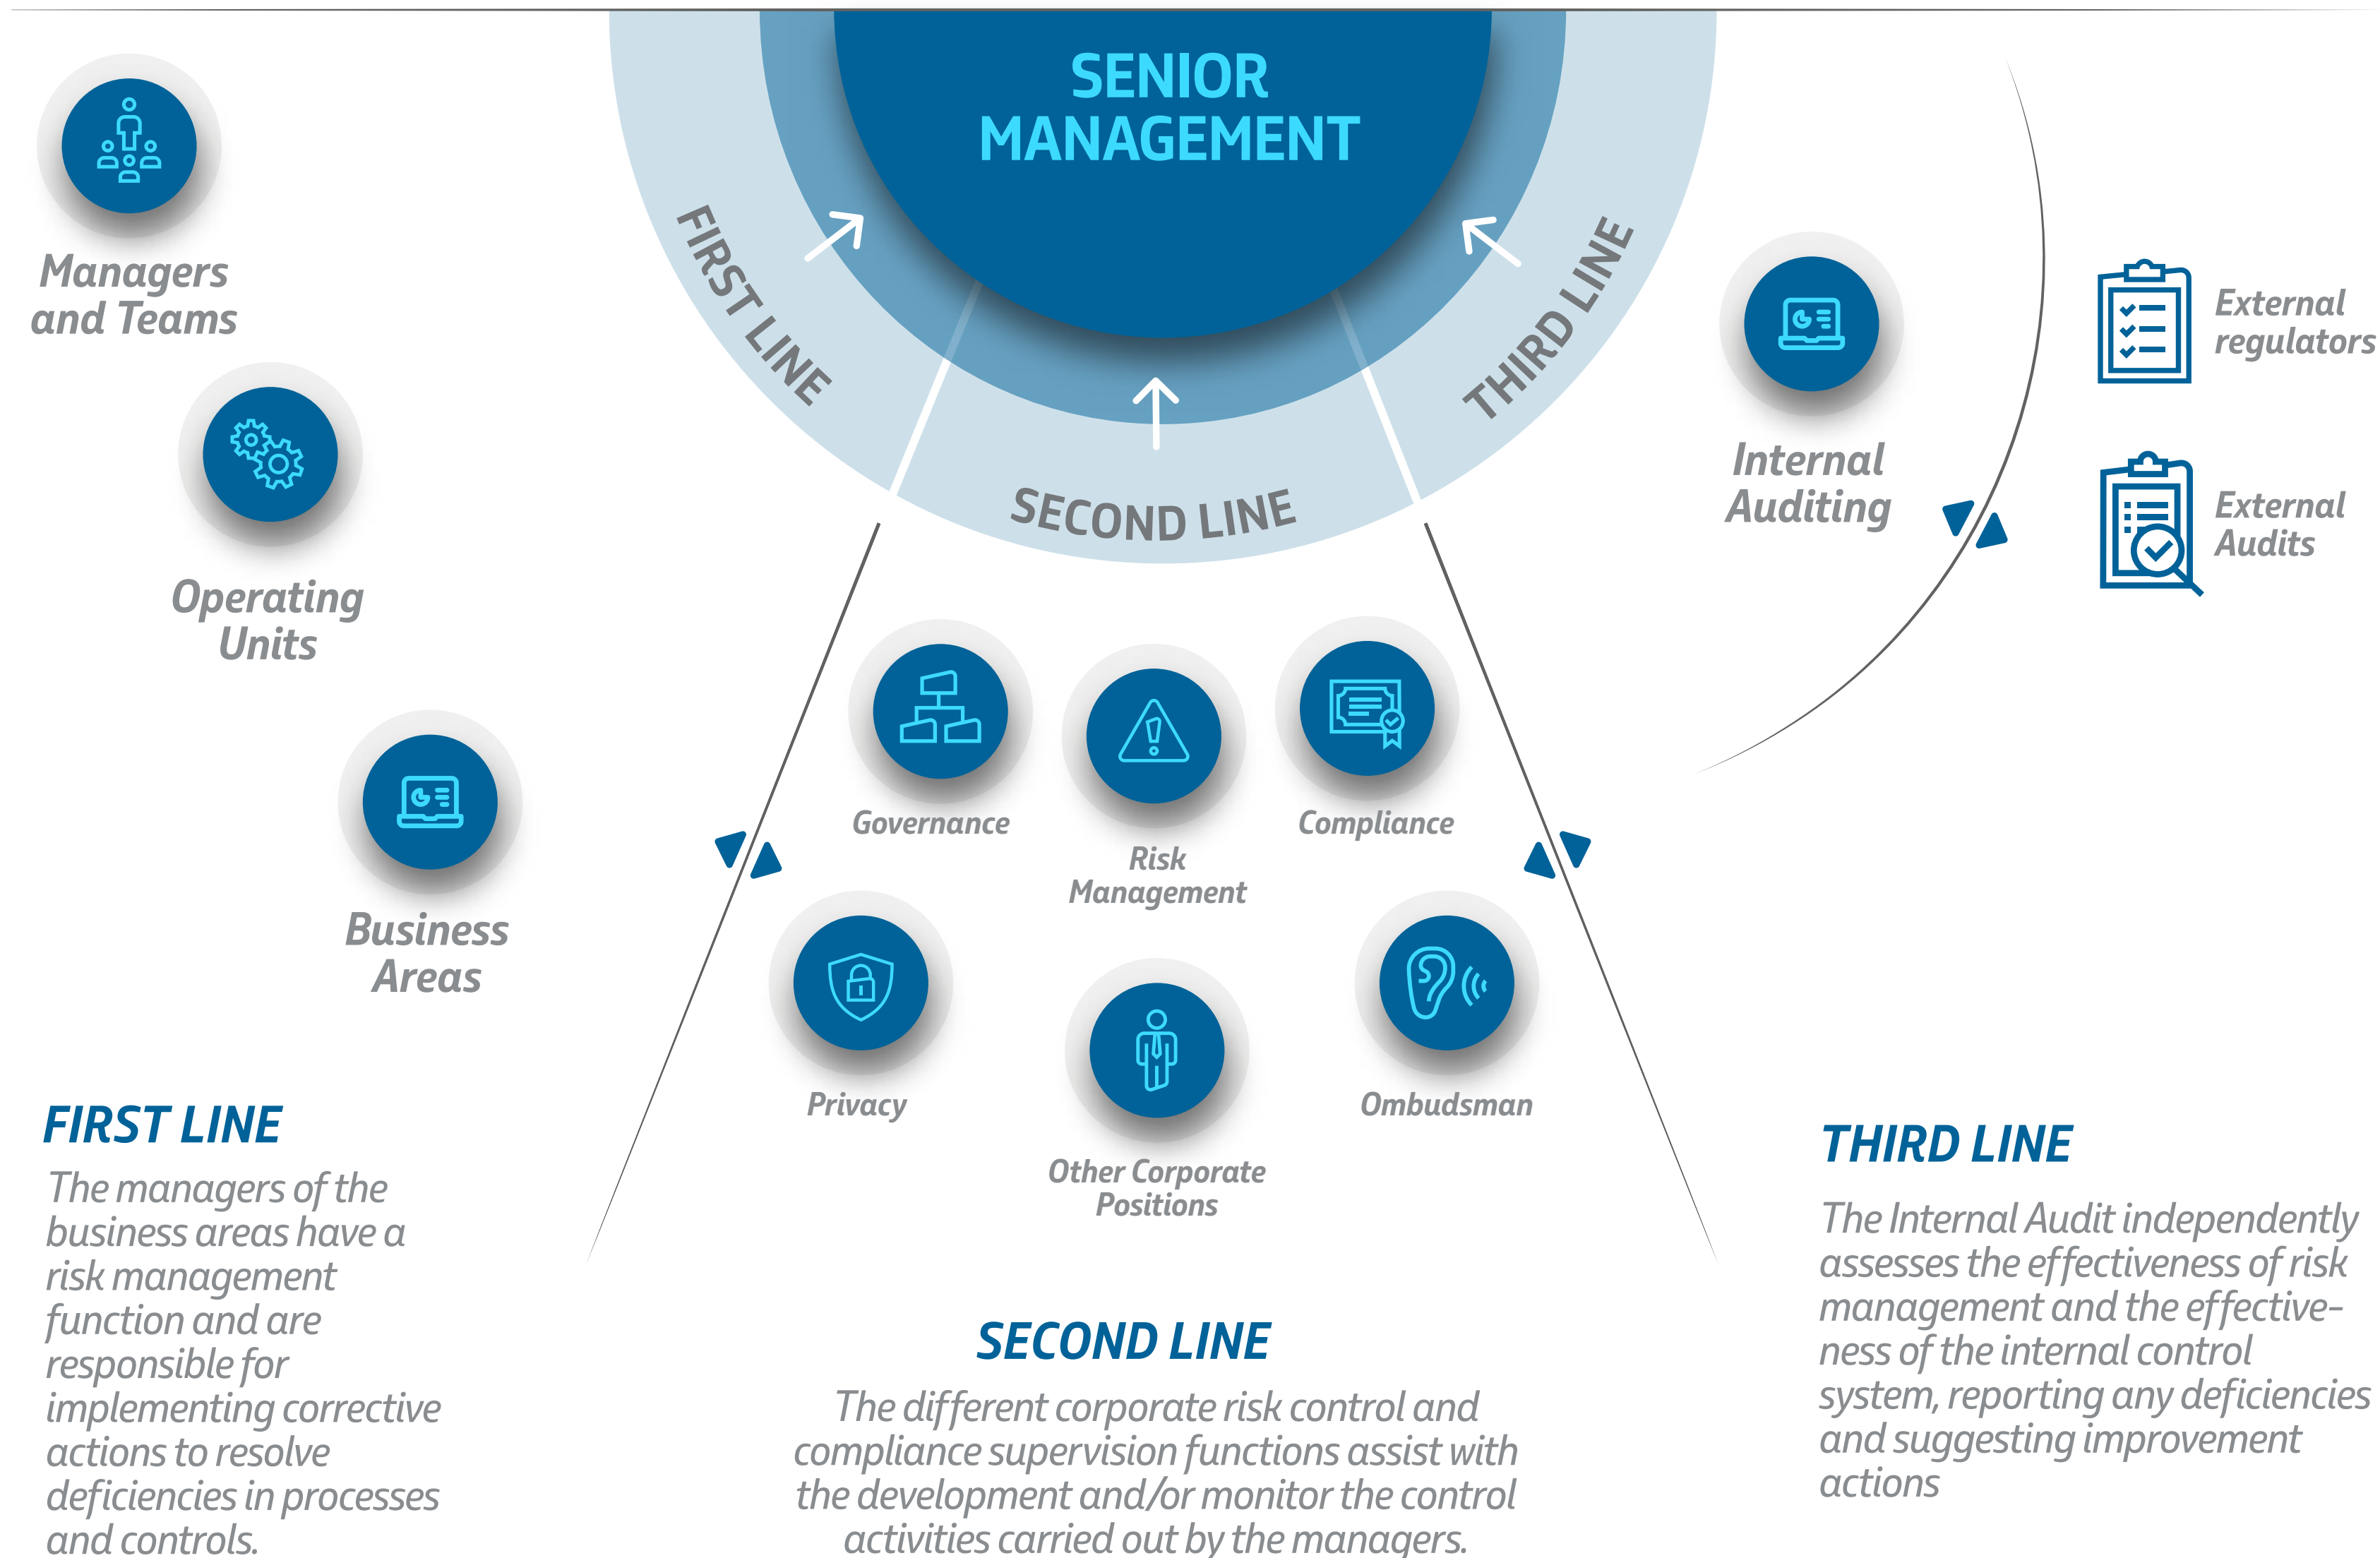 SENIOR
MANAGEMENT
FIRST LINE
SECOND LINE
THIRD LINE
Managers
and Teams
Operating
Units
Business
Areas
Governance
Risk
Management
Compliance
Privacy
Other Corporate
Positions
Ombudsman
Internal
Auditing
External
regulators
External
Audits
FIRST LINE
The managers of the
business areas have a
risk management
function and are
responsible for
implementing corrective
actions to resolve
deficiencies in processes
and controls.
SECOND LINE
The different corporate risk control and
compliance supervision functions assist with
the development and/or monitor the control
activities carried out by the managers.
THIRD LINE
The Internal Audit independently
assesses the effectiveness of risk
management and the effective-
ness of the internal control
system, reporting any deficiencies
and suggesting improvement
actions